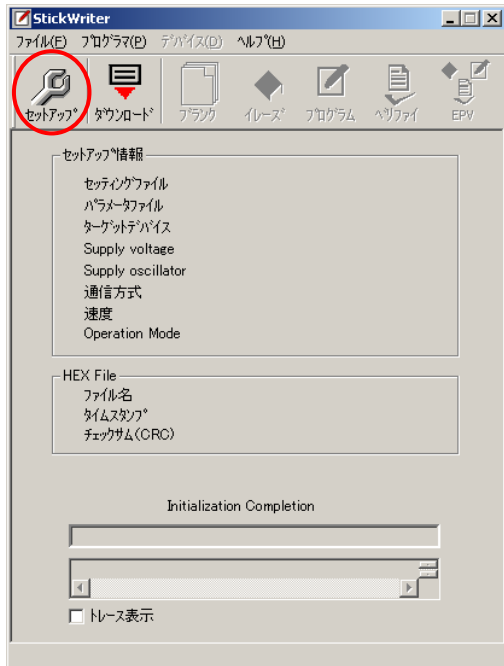 StickWriter
ファイル(F) プログラマ(P) デバイス(D) ヘルプ(H)
セットアップ ダウンロード ブランク イレーズ プログラム ベリファイ EPV
セットアップ情報
セッティングファイル
パラメータファイル
ターゲットデバイス
Supply voltage
Supply oscillator
通信方式
速度
Operation Mode
HEX File
ファイル名
タイムスタンプ
チェックサム(CRC)
Initialization Completion
トレース表示